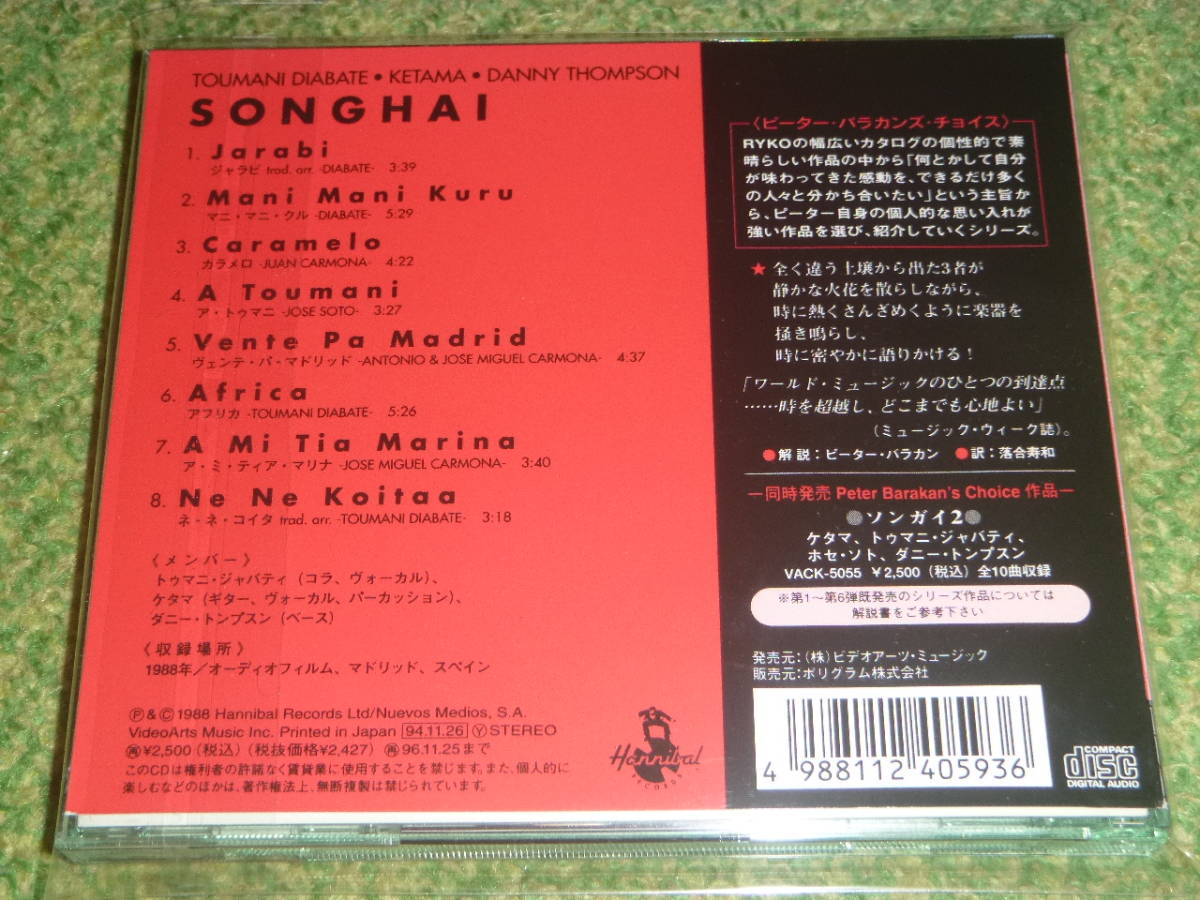 TOUMANI DIABATE • KETAMA • DANNY THOMPSON
SONGHAI
1. Jarabi
ジャラビ trad. arr. -DIABATE- 3:39
2. Mani Mani Kuru
マニ・マニ・クル -DIABATE- 5:29
3. Caramelo
カラメロ -JUAN CARMONA- 4:22
4. A Toumani
ア・トゥマニ -JOSE SOTO- 3:27
5. Vente Pa Madrid
ヴェンテ・パ・マドリッド -ANTONIO & JOSE MIGUEL CARMONA- 4:37
6. Africa
アフリカ -TOUMANI DIABATE- 5:26
7. A Mi Tia Marina
ア・ミ・ティア・マリナ -JOSE MIGUEL CARMONA- 3:40
8. Ne Ne Koitaa
ネ・ネ・コイタ trad. arr. -TOUMANI DIABATE- 3:18
《メンバー》
トゥマニ・ジャバティ（コラ、ヴォーカル）、
ケタマ（ギター、ヴォーカル、パーカッション）、
ダニー・トンプスン（ベース）
《収録場所》
1988年／オーディオフィルム、マドリッド、スペイン
Ⓟ&Ⓒ1988 Hannibal Records Ltd/Nuevos Medios, S.A.
VideoArts Music Inc. Printed in Japan 94.11.26 Ⓨ STEREO
㊢¥2,500（税込）（税抜価格¥2,427）㊢96.11.25まで
このCDは権利者の許諾なく賃貸業に使用することを禁じます。また、個人的に
楽しむなどのほかは、著作権法上、無断複製は禁じられています。
Hannibal
RECORDS
〈ピーター・バラカンズ・チョイス〉
RYKOの幅広いカタログの個性的で素
晴らしい作品の中から「何とかして自分
が味わってきた感動を、できるだけ多く
の人々と分かち合いたい」という主旨か
ら、ピーター自身の個人的な思い入れが
強い作品を選び、紹介していくシリーズ。
★ 全く違う土壌から出た3者が
静かな火花を散らしながら、
時に熱くさんざめくように楽器を
掻き鳴らし、
時に密やかに語りかける！
「ワールド・ミュージックのひとつの到達点
……時を超越し、どこまでも心地よい」
（ミュージック・ウィーク誌）。
●解説：ピーター・バラカン ●訳：落合寿和
―同時発売 Peter Barakan's Choice 作品―
●ソンガイ2●
ケタマ、トゥマニ・ジャバティ、
ホセ・ソト、ダニー・トンプスン
VACK-5055 ¥2,500（税込）全10曲収録
※第1〜第6弾既発売のシリーズ作品については
解説書をご参考下さい
発売元：（株）ビデオアーツ・ミュージック
販売元：ポリグラム株式会社
4 988112 405936
COMPACT
disc
DIGITAL AUDIO